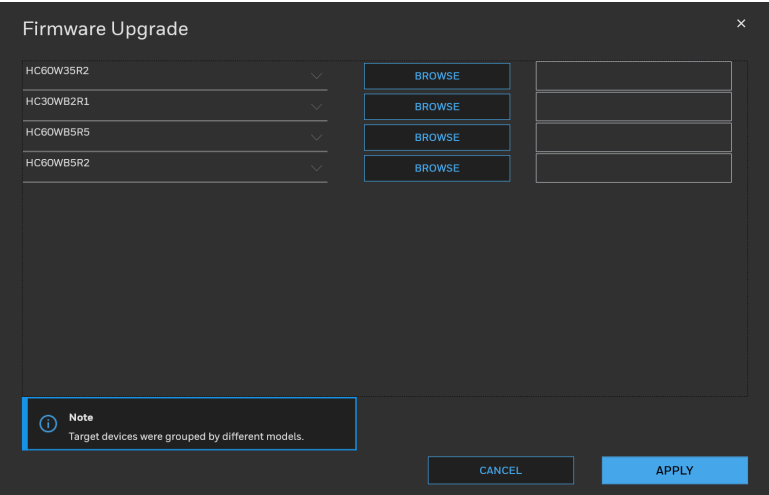 Firmware Upgrade
×
HC60W35R2
BROWSE
HC30WB2R1
BROWSE
HC60WB5R5
BROWSE
HC60WB5R2
BROWSE
Note
Target devices were grouped by different models.
CANCEL
APPLY